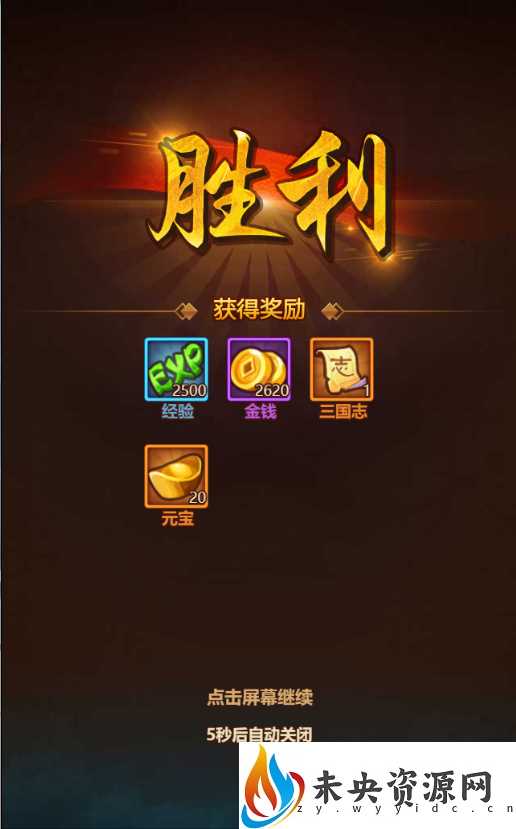 胜利
获得奖励
EXP
2500
2620
志
1
经验
金钱
三国志
20
元宝
点击屏幕继续
5秒后自动关闭
未央资源网
zy.wyyidc.cn